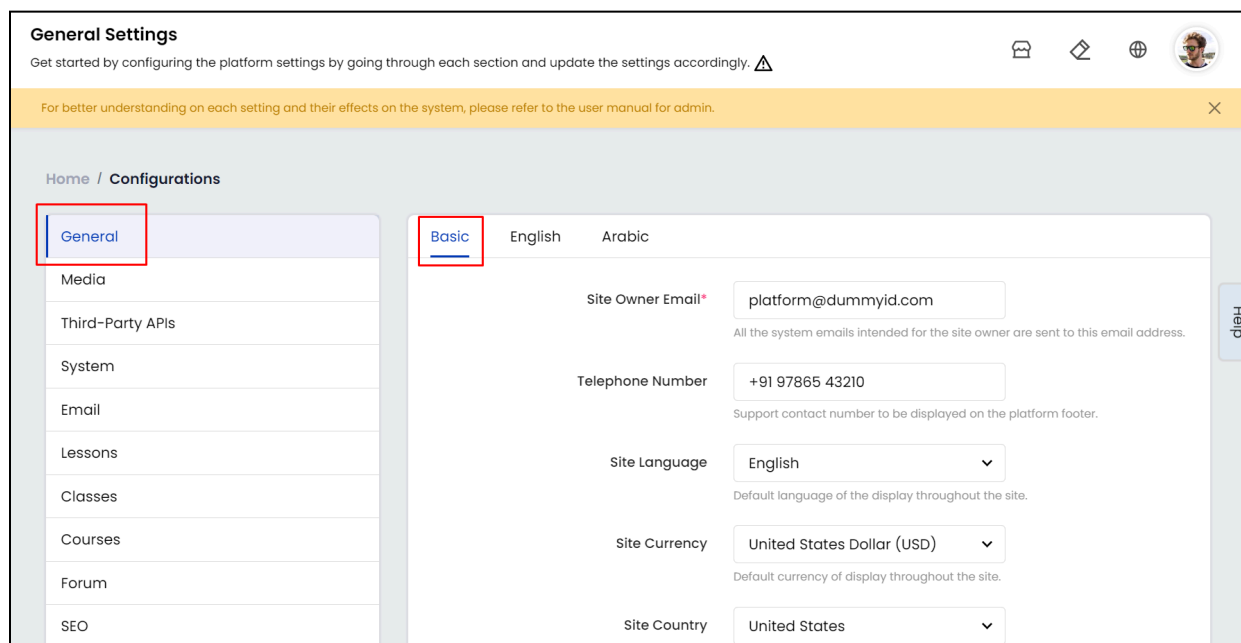 General Settings
Get started by configuring the platform settings by going through each section and update the settings accordingly.
For better understanding on each setting and their effects on the system, please refer to the user manual for admin.
Home / Configurations
General
Media
Third-Party APIs
System
Email
Lessons
Classes
Courses
Forum
SEO
Basic English Arabic
Site Owner Email* platform@dummyid.com
All the system emails intended for the site owner are sent to this email address.
Telephone Number +91 97865 43210
Support contact number to be displayed on the platform footer.
Site Language English
Default language of the display throughout the site.
Site Currency United States Dollar (USD)
Default currency of display throughout the site.
Site Country United States
Help